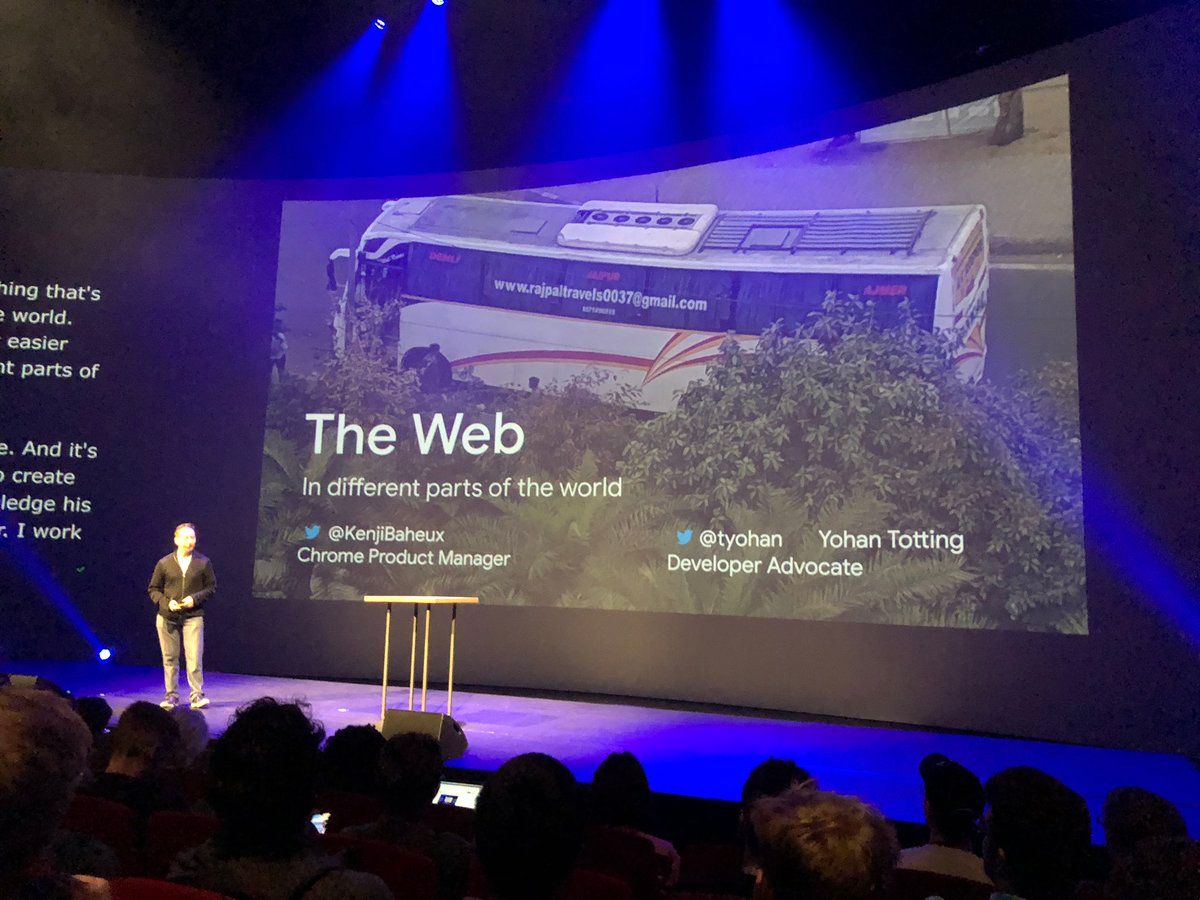 hing that's
e world.
easier
nt parts of
e. And it's
o create
ledge his
r. I work
DEHLI
JAIPUR
AJMER
www.rajpaltravels0037@gmail.com
The Web
In different parts of the world
@KenjiBaheux
Chrome Product Manager
@tyohan Yohan Totting
Developer Advocate